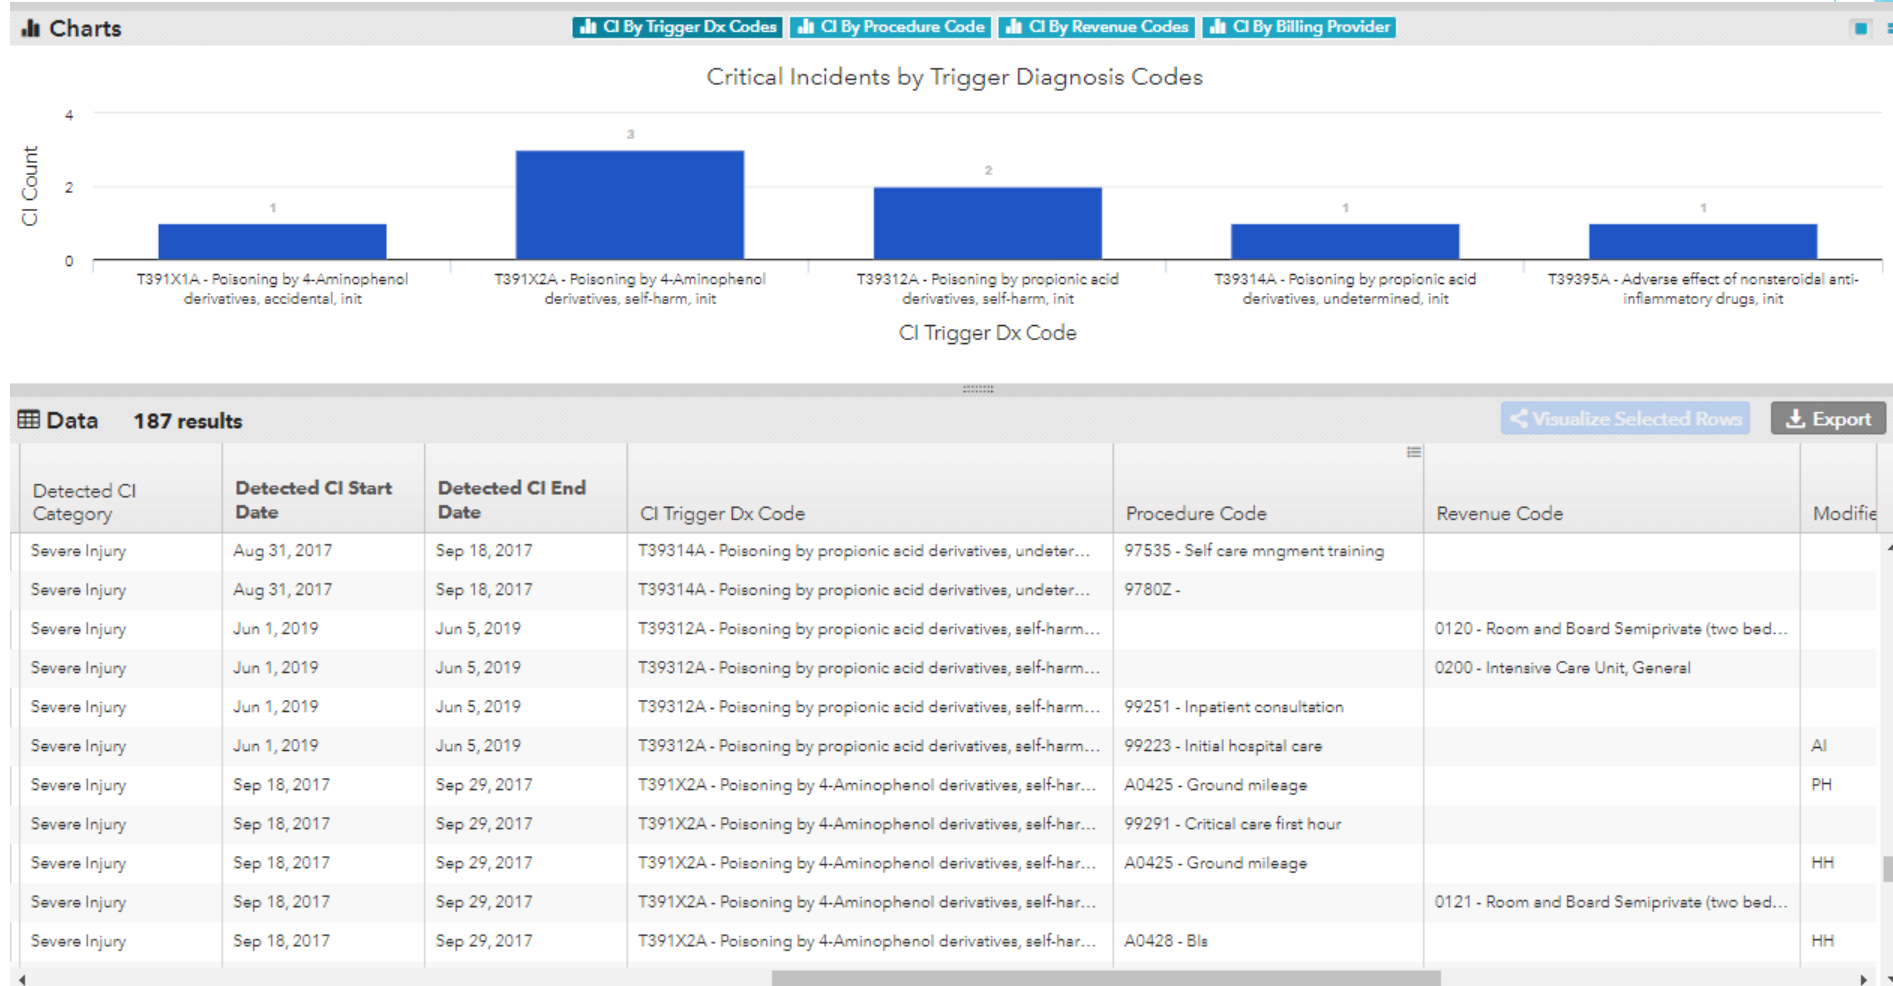 Charts
CI By Trigger Dx Codes
CI By Procedure Code
CI By Revenue Codes
CI By Billing Provider
Critical Incidents by Trigger Diagnosis Codes
CI Count
4
2
0
1
3
2
1
1
T391X1A - Poisoning by 4-Aminophenol
derivatives, accidental, init
T391X2A - Poisoning by 4-Aminophenol
derivatives, self-harm, init
T39312A - Poisoning by propionic acid
derivatives, self-harm, init
T39314A - Poisoning by propionic acid
derivatives, undetermined, init
T39395A - Adverse effect of nonsteroidal anti-
inflammatory drugs, init
CI Trigger Dx Code
Data 187 results
Visualize Selected Rows
Export
Detected CI
Category
Detected CI Start
Date
Detected CI End
Date
CI Trigger Dx Code
Procedure Code
Revenue Code
Modifie
Severe Injury Aug 31, 2017 Sep 18, 2017 T39314A - Poisoning by propionic acid derivatives, undeter... 97535 - Self care mngment training
Severe Injury Aug 31, 2017 Sep 18, 2017 T39314A - Poisoning by propionic acid derivatives, undeter... 9780Z -
Severe Injury Jun 1, 2019 Jun 5, 2019 T39312A - Poisoning by propionic acid derivatives, self-harm... 0120 - Room and Board Semiprivate (two bed...
Severe Injury Jun 1, 2019 Jun 5, 2019 T39312A - Poisoning by propionic acid derivatives, self-harm... 0200 - Intensive Care Unit, General
Severe Injury Jun 1, 2019 Jun 5, 2019 T39312A - Poisoning by propionic acid derivatives, self-harm... 99251 - Inpatient consultation
Severe Injury Jun 1, 2019 Jun 5, 2019 T39312A - Poisoning by propionic acid derivatives, self-harm... 99223 - Initial hospital care AI
Severe Injury Sep 18, 2017 Sep 29, 2017 T391X2A - Poisoning by 4-Aminophenol derivatives, self-har... A0425 - Ground mileage PH
Severe Injury Sep 18, 2017 Sep 29, 2017 T391X2A - Poisoning by 4-Aminophenol derivatives, self-har... 99291 - Critical care first hour
Severe Injury Sep 18, 2017 Sep 29, 2017 T391X2A - Poisoning by 4-Aminophenol derivatives, self-har... A0425 - Ground mileage HH
Severe Injury Sep 18, 2017 Sep 29, 2017 T391X2A - Poisoning by 4-Aminophenol derivatives, self-har... 0121 - Room and Board Semiprivate (two bed...
Severe Injury Sep 18, 2017 Sep 29, 2017 T391X2A - Poisoning by 4-Aminophenol derivatives, self-har... A0428 - Bls HH